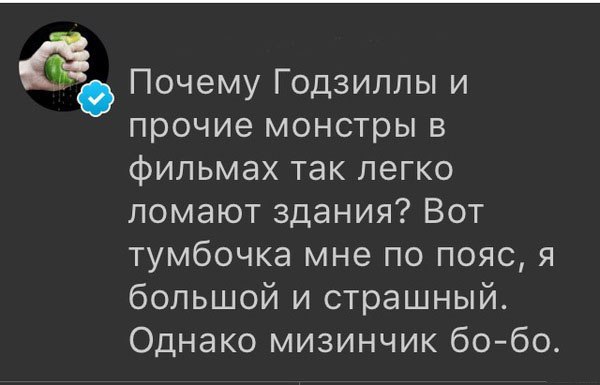 Почему Годзиллы и
прочие монстры в
фильмах так легко
ломают здания? Вот
тумбочка мне по пояс, я
большой и страшный.
Однако мизинчик бо-бо.